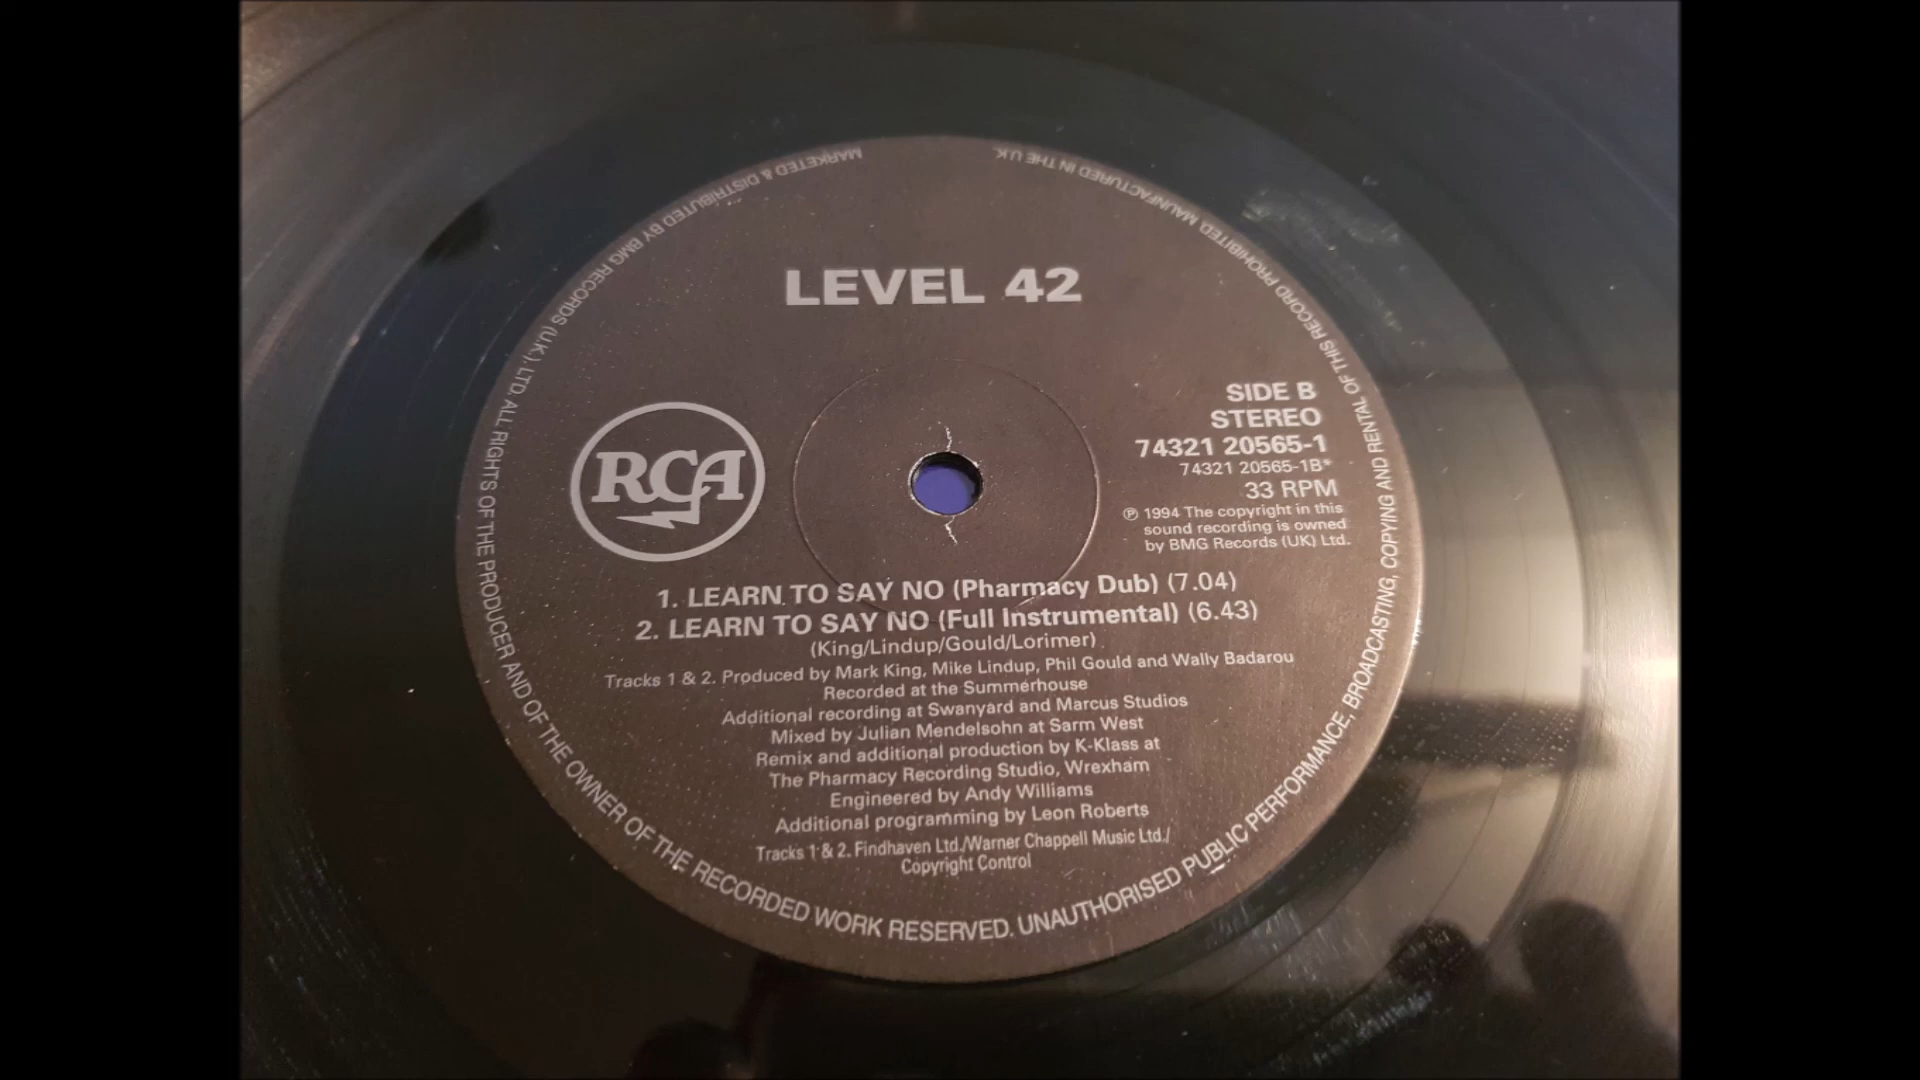 LEVEL 42
RCA
SIDE B
STEREO
74321 20565-1
74321 20565-1B*
33 RPM
℗ 1994 The copyright in this
sound recording is owned
by BMG Records (UK) Ltd.
1. LEARN TO SAY NO (Pharmacy Dub) (7.04)
2. LEARN TO SAY NO (Full Instrumental) (6.43)
(King/Lindup/Gould/Lorimer)
Tracks 1 & 2. Produced by Mark King, Mike Lindup, Phil Gould and Wally Badarou
Recorded at the Summerhouse
Additional recording at Swanyard and Marcus Studios
Mixed by Julian Mendelsohn at Sarm West
Remix and additional production by K-Klass at
The Pharmacy Recording Studio, Wrexham
Engineered by Andy Williams
Additional programming by Leon Roberts
Tracks 1 & 2. Findhaven Ltd./Warner Chappell Music Ltd./
Copyright Control
MARKETED & DISTRIBUTED BY BMG RECORDS (U.K.). LTD. ALL RIGHTS OF THE PRODUCER AND OF THE OWNER OF THE RECORDED WORK RESERVED. UNAUTHORISED PUBLIC PERFORMANCE, BROADCASTING, COPYING AND RENTAL OF THIS RECORD PROHIBITED. MAUNFACTURED IN THE U.K.